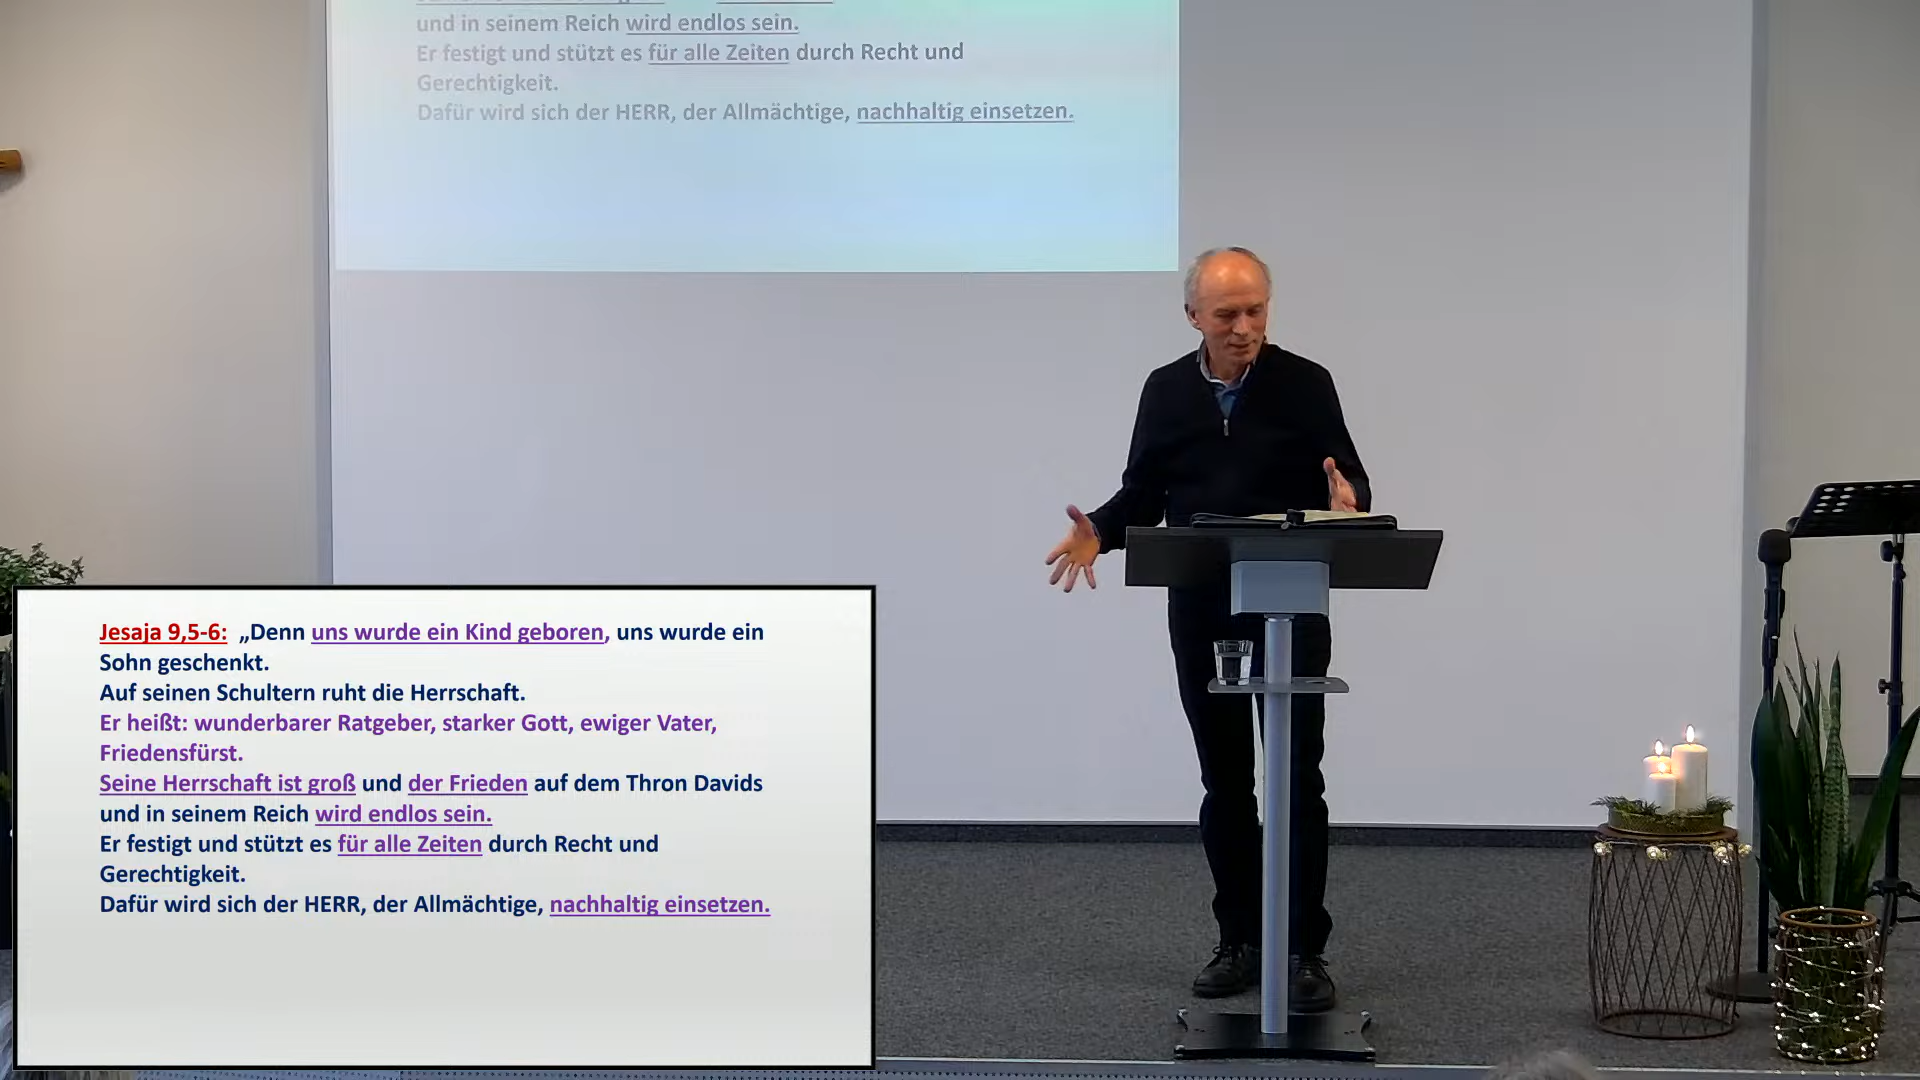 und in seinem Reich wird endlos sein.
Er festigt und stützt es für alle Zeiten durch Recht und
Gerechtigkeit.
Dafür wird sich der HERR, der Allmächtige, nachhaltig einsetzen.
Jesaja 9,5-6: „Denn uns wurde ein Kind geboren, uns wurde ein
Sohn geschenkt.
Auf seinen Schultern ruht die Herrschaft.
Er heißt: wunderbarer Ratgeber, starker Gott, ewiger Vater,
Friedensfürst.
Seine Herrschaft ist groß und der Frieden auf dem Thron Davids
und in seinem Reich wird endlos sein.
Er festigt und stützt es für alle Zeiten durch Recht und
Gerechtigkeit.
Dafür wird sich der HERR, der Allmächtige, nachhaltig einsetzen.